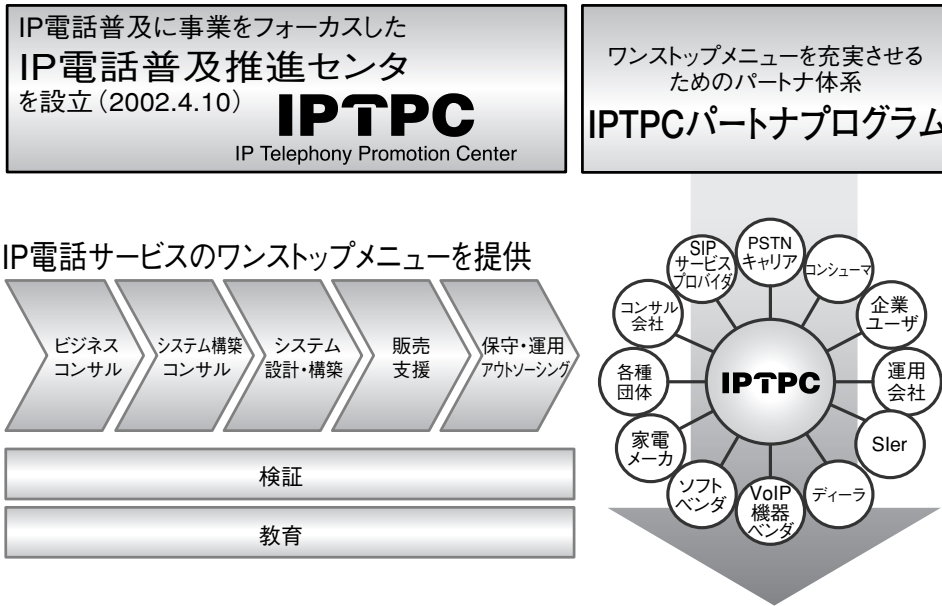 IP電話普及に事業をフォーカスした
IP電話普及推進センタ
を設立(2002.4.10)
IPTPC
IP Telephony Promotion Center
ワンストップメニューを充実させる
ためのパートナ体系
IPTPCパートナプログラム
IP電話サービスのワンストップメニューを提供
ビジネス
コンサル
システム構築
コンサル
システム
設計・構築
販売
支援
保守・運用
アウトソーシング
検証
教育
PSTN
キャリア
コンシューマ
企業
ユーザ
運用
会社
SIer
ディーラ
VoIP
機器
ベンダ
ソフト
ベンダ
家電
メーカ
各種
団体
コンサル
会社
SIP
サービス
プロバイダ
IPTPC